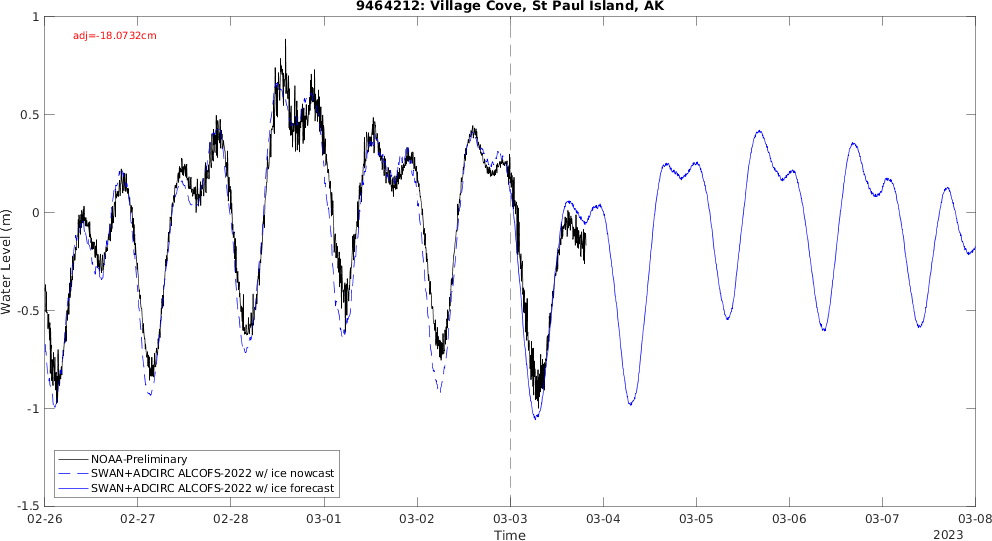 9464212: Village Cove, St Paul Island, AK
adj=-18.0732cm
1
0.5
0
-0.5
-1
-1.5
Water Level (m)
NOAA-Preliminary
SWAN+ADCIRC ALCOFS-2022 w/ ice nowcast
SWAN+ADCIRC ALCOFS-2022 w/ ice forecast
02-26 02-27 02-28 03-01 03-02 03-03 03-04 03-05 03-06 03-07 03-08
Time
2023